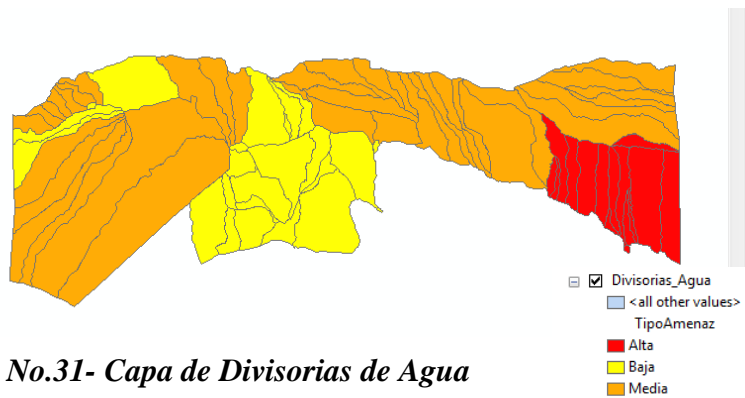 Divisorias_Agua
<all other values>
TipoAmenaz
Alta
Baja
Media
No.31- Capa de Divisorias de Agua